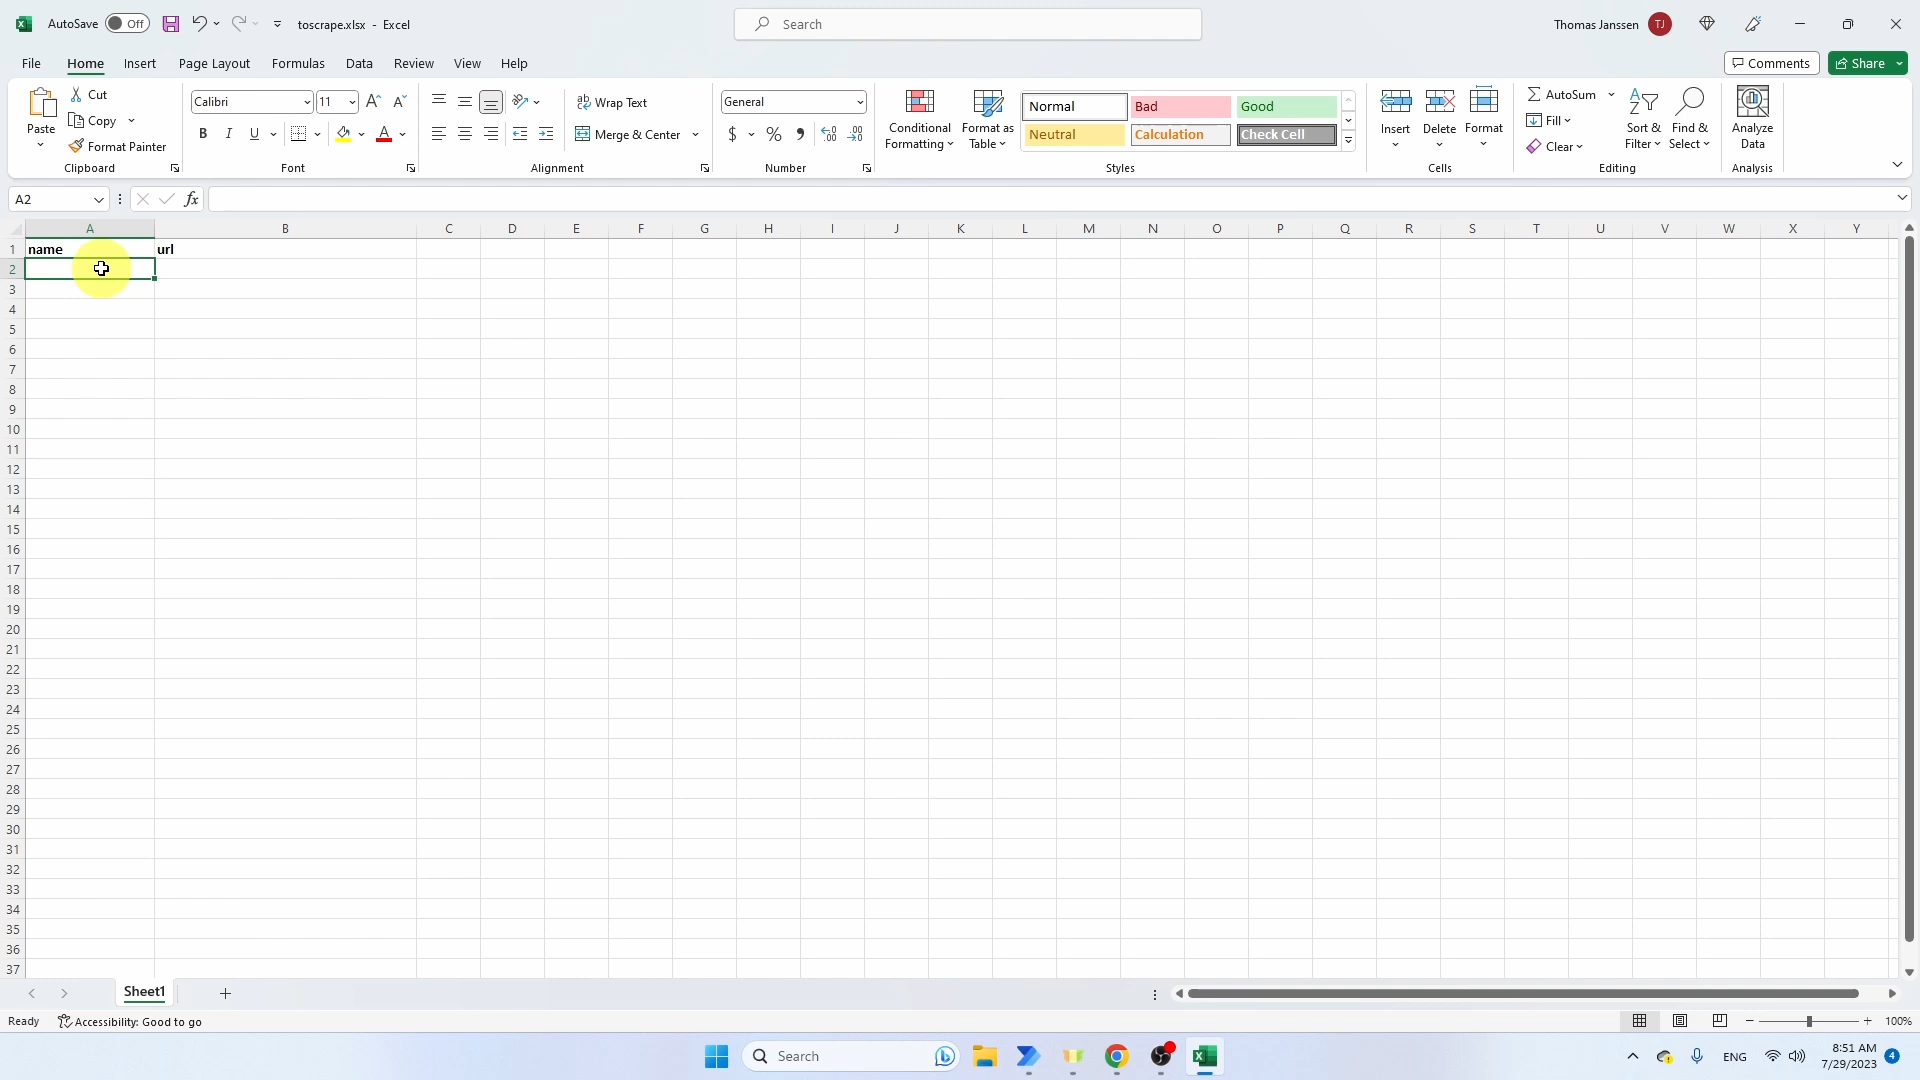 AutoSave Off toscrape.xlsx - Excel Search Thomas Janssen TJ
File Home Insert Page Layout Formulas Data Review View Help Comments Share
Paste Cut Copy Format Painter Clipboard
Calibri 11 A A B I U A Font
ab Wrap Text Merge & Center Alignment
General $ % , Number
Conditional Formatting Format as Table
Normal Bad Good
Neutral Calculation Check Cell
Styles
Insert Delete Format Cells
AutoSum Fill Clear Sort & Filter Find & Select Editing
Analyze Data Analysis
A2 fx
A B C D E F G H I J K L M N O P Q R S T U V W X Y
1 name url
2
3
4
5
6
7
8
9
10
11
12
13
14
15
16
17
18
19
20
21
22
23
24
25
26
27
28
29
30
31
32
33
34
35
36
37
Sheet1
Ready Accessibility: Good to go 100%
Search ENG 8:51 AM 4
7/29/2023